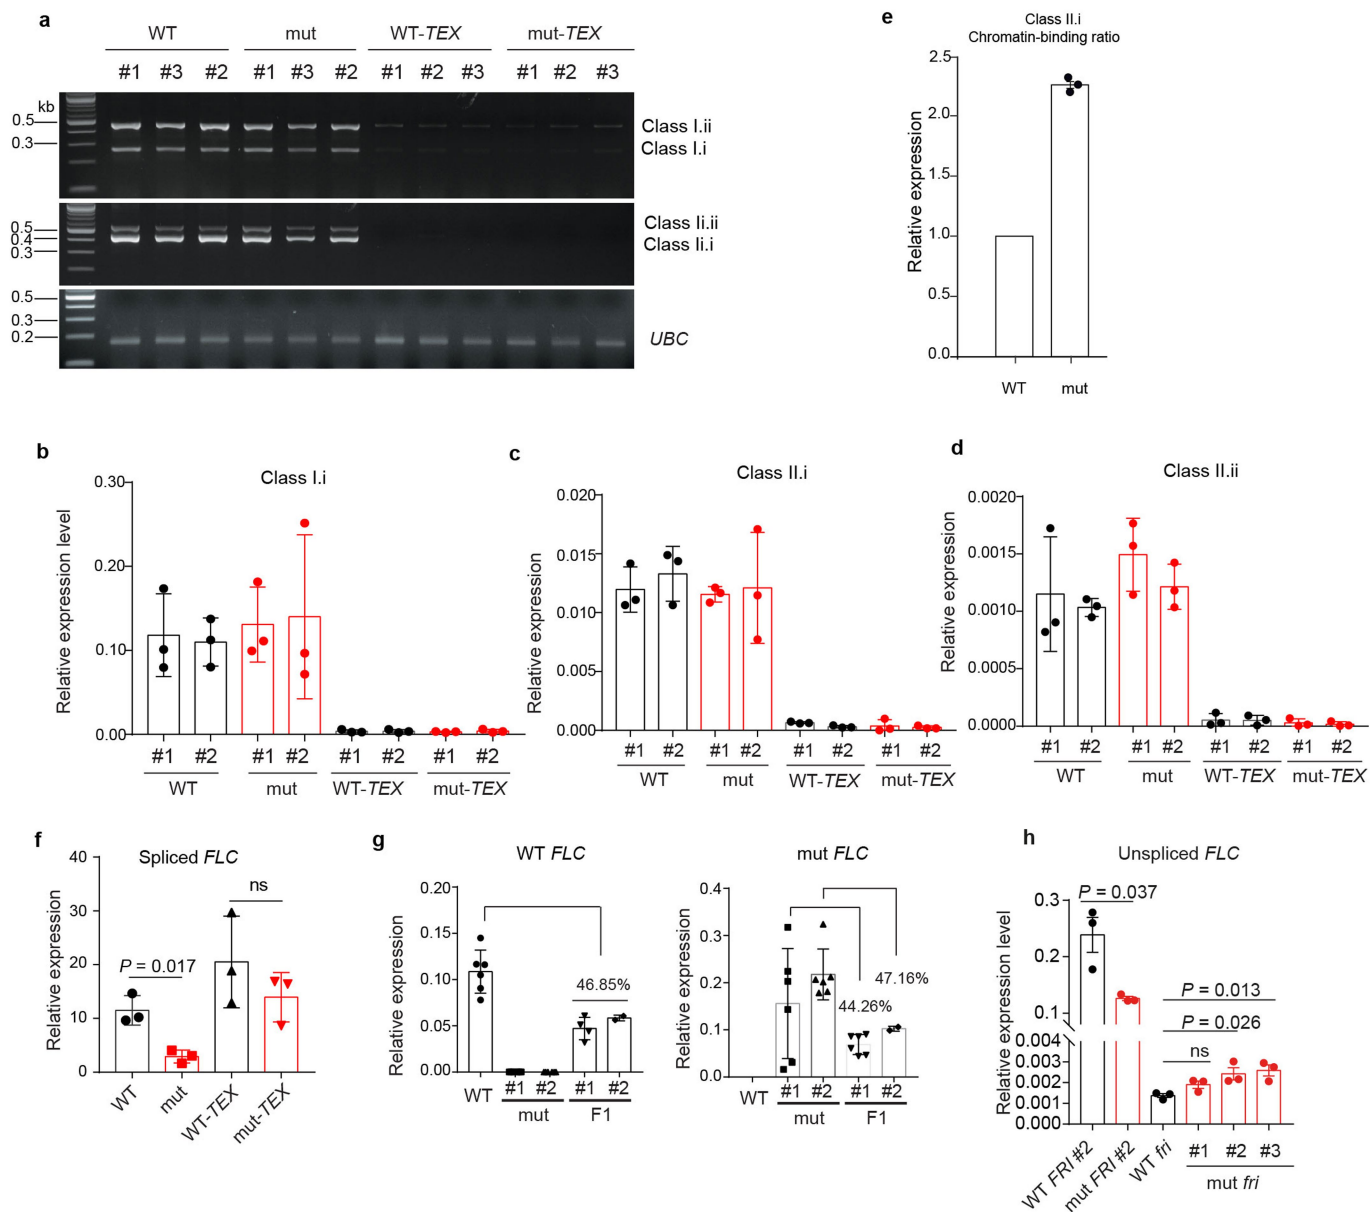 a
WT mut WT-TEX mut-TEX
#1 #3 #2 #1 #3 #2 #1 #2 #3 #1 #2 #3
kb
0.5
0.3
Class I.ii
Class I.i
0.5
0.4
0.3
Class Ii.ii
Class Ii.i
0.5
0.3
0.2
UBC
e
Class II.i
Chromatin-binding ratio
Relative expression
2.5
2.0
1.5
1.0
0.5
0.0
WT mut
b
Class I.i
Relative expression level
0.30
0.20
0.10
0.00
#1 #2 #1 #2 #1 #2 #1 #2
WT mut WT-TEX mut-TEX
c
Class II.i
Relative expression
0.020
0.015
0.010
0.005
0.000
#1 #2 #1 #2 #1 #2 #1 #2
WT mut WT-TEX mut-TEX
d
Class II.ii
Relative expression
0.0020
0.0015
0.0010
0.0005
0.0000
#1 #2 #1 #2 #1 #2 #1 #2
WT mut WT-TEX mut-TEX
f
Spliced FLC
Relative expression
40
30
20
10
0
P = 0.017
ns
WT mut WT-TEX mut-TEX
g
WT FLC
Relative expression
0.20
0.15
0.10
0.05
0.00
46.85%
WT #1 #2 #1 #2
mut F1
mut FLC
Relative expression
0.4
0.3
0.2
0.1
0.0
47.16%
44.26%
WT #1 #2 #1 #2
mut F1
h
Unspliced FLC
Relative expression level
0.3
0.2
0.1
0.004
0.003
0.002
0.001
0.000
P = 0.037
P = 0.013
P = 0.026
ns
WT FRI #2 mut FRI #2 WT fri #1 #2 #3
mut fri